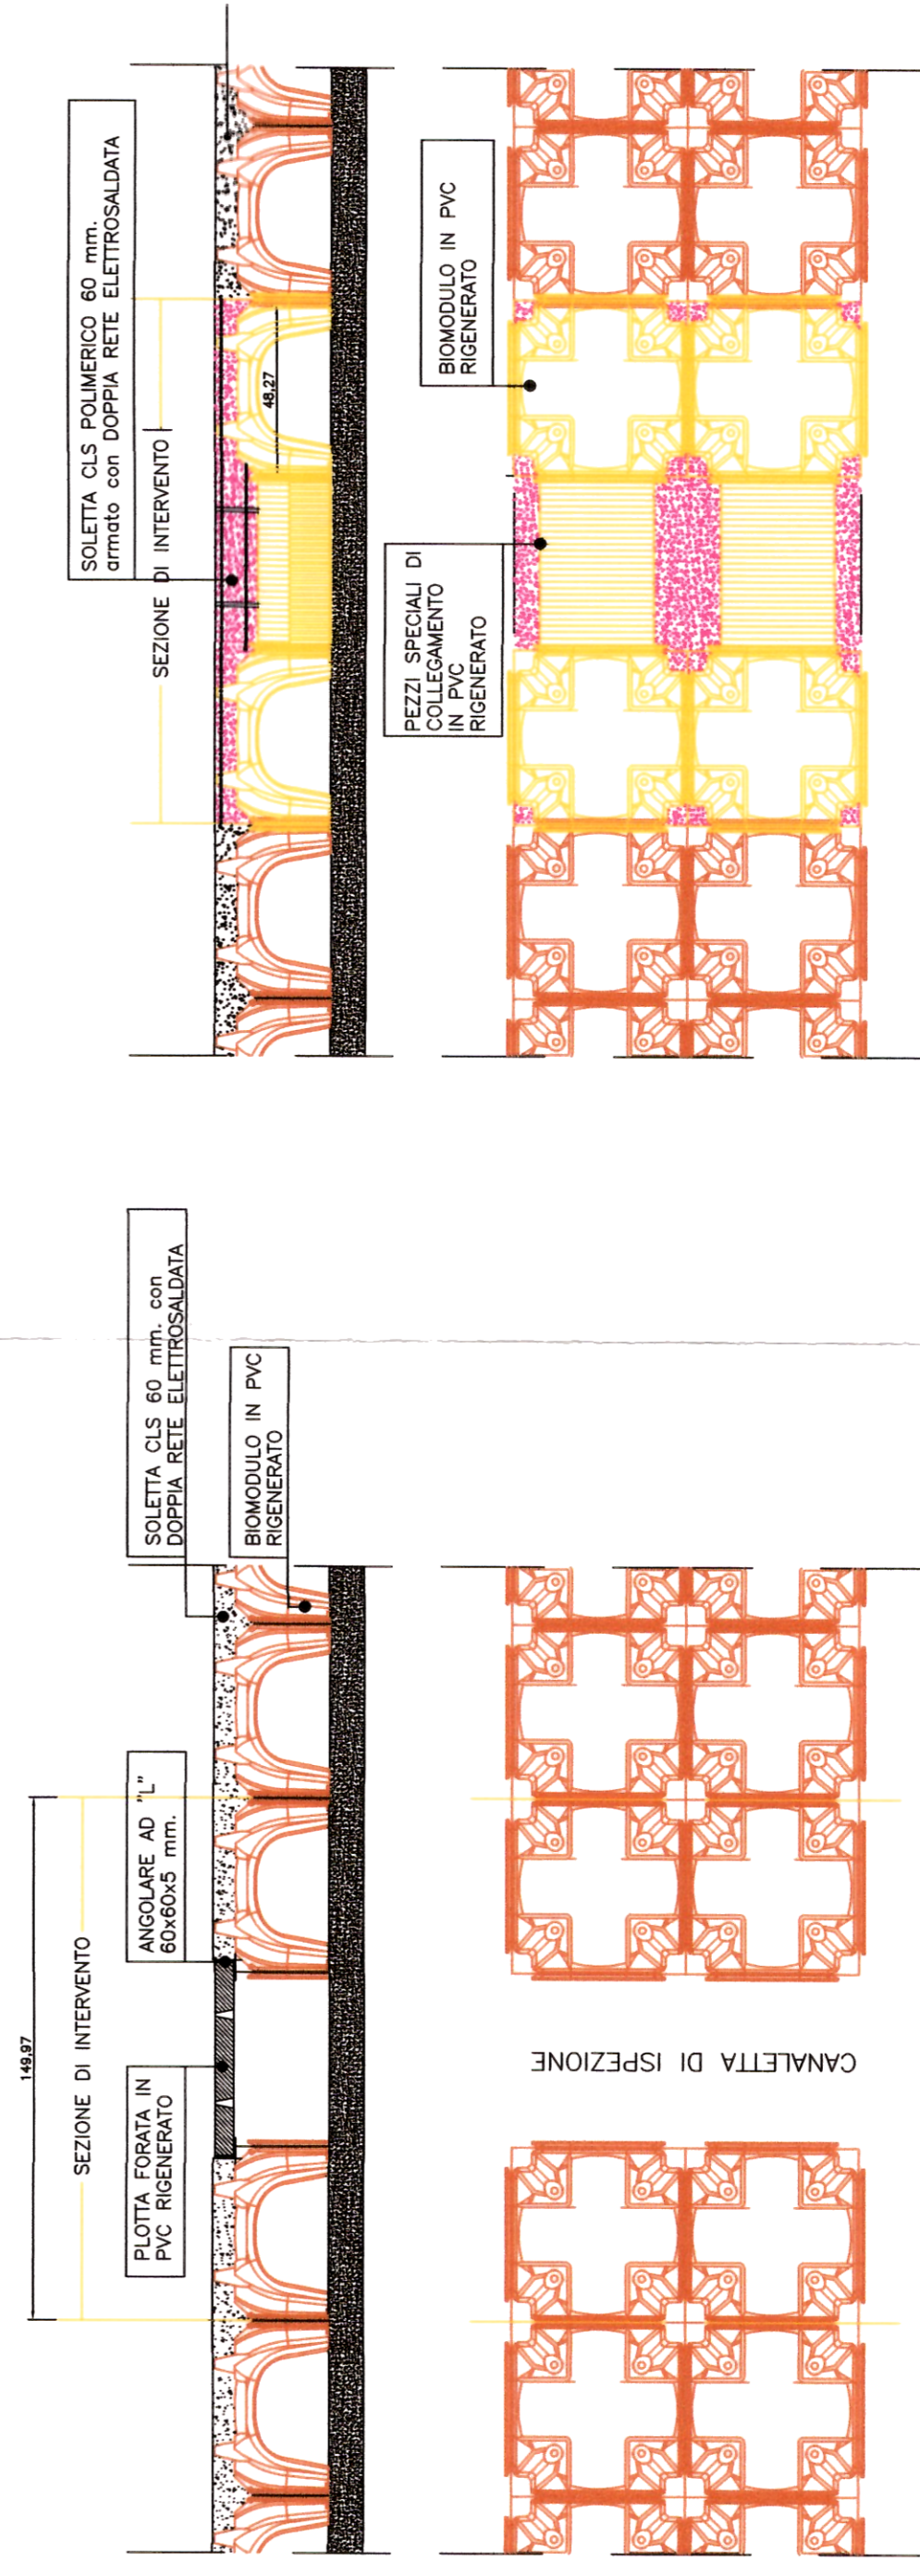 149,97
SEZIONE DI INTERVENTO
PLOTTA FORATA IN
PVC RIGENERATO
ANGOLARE AD "L"
60x60x5 mm.
SOLETTA CLS 60 mm. con
DOPPIA RETE ELETTROSALDATA
BIOMODULO IN PVC
RIGENERATO
CANALETTA DI ISPEZIONE
SOLETTA CLS POLIMERICO 60 mm.
armato con DOPPIA RETE ELETTROSALDATA
SEZIONE DI INTERVENTO
48,27
PEZZI SPECIALI DI
COLLEGAMENTO
IN PVC
RIGENERATO
BIOMODULO IN PVC
RIGENERATO